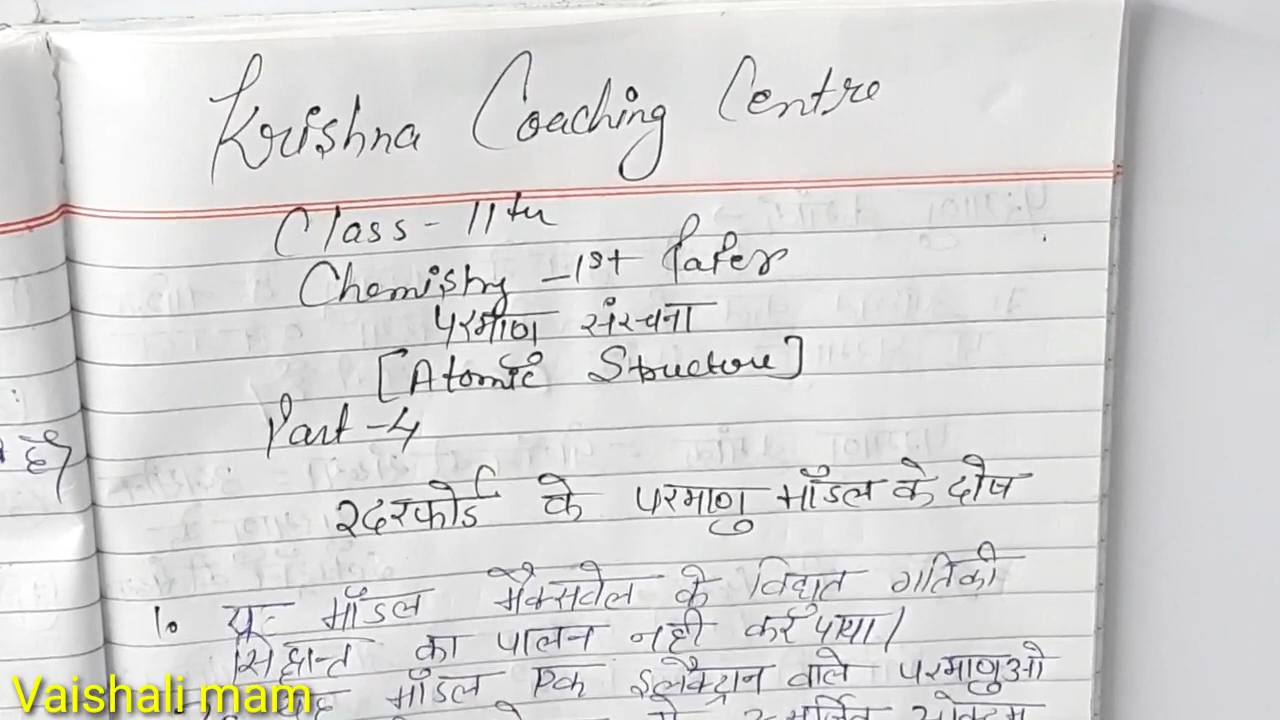 Krishna Coaching Centre
Class - 11th
Chemistry - 1st Paper
परमाणु संरचना
[Atomic Structure]
Part - 4
रदरफोर्ड के परमाणु मॉडल के दोष
1. यह मॉडल मैक्सवेल के विद्युत गतिकी
सिद्धान्त का पालन नही कर पाया।
यह मॉडल एक इलैक्ट्रान वाले परमाणुओ
है
Vaishali mam